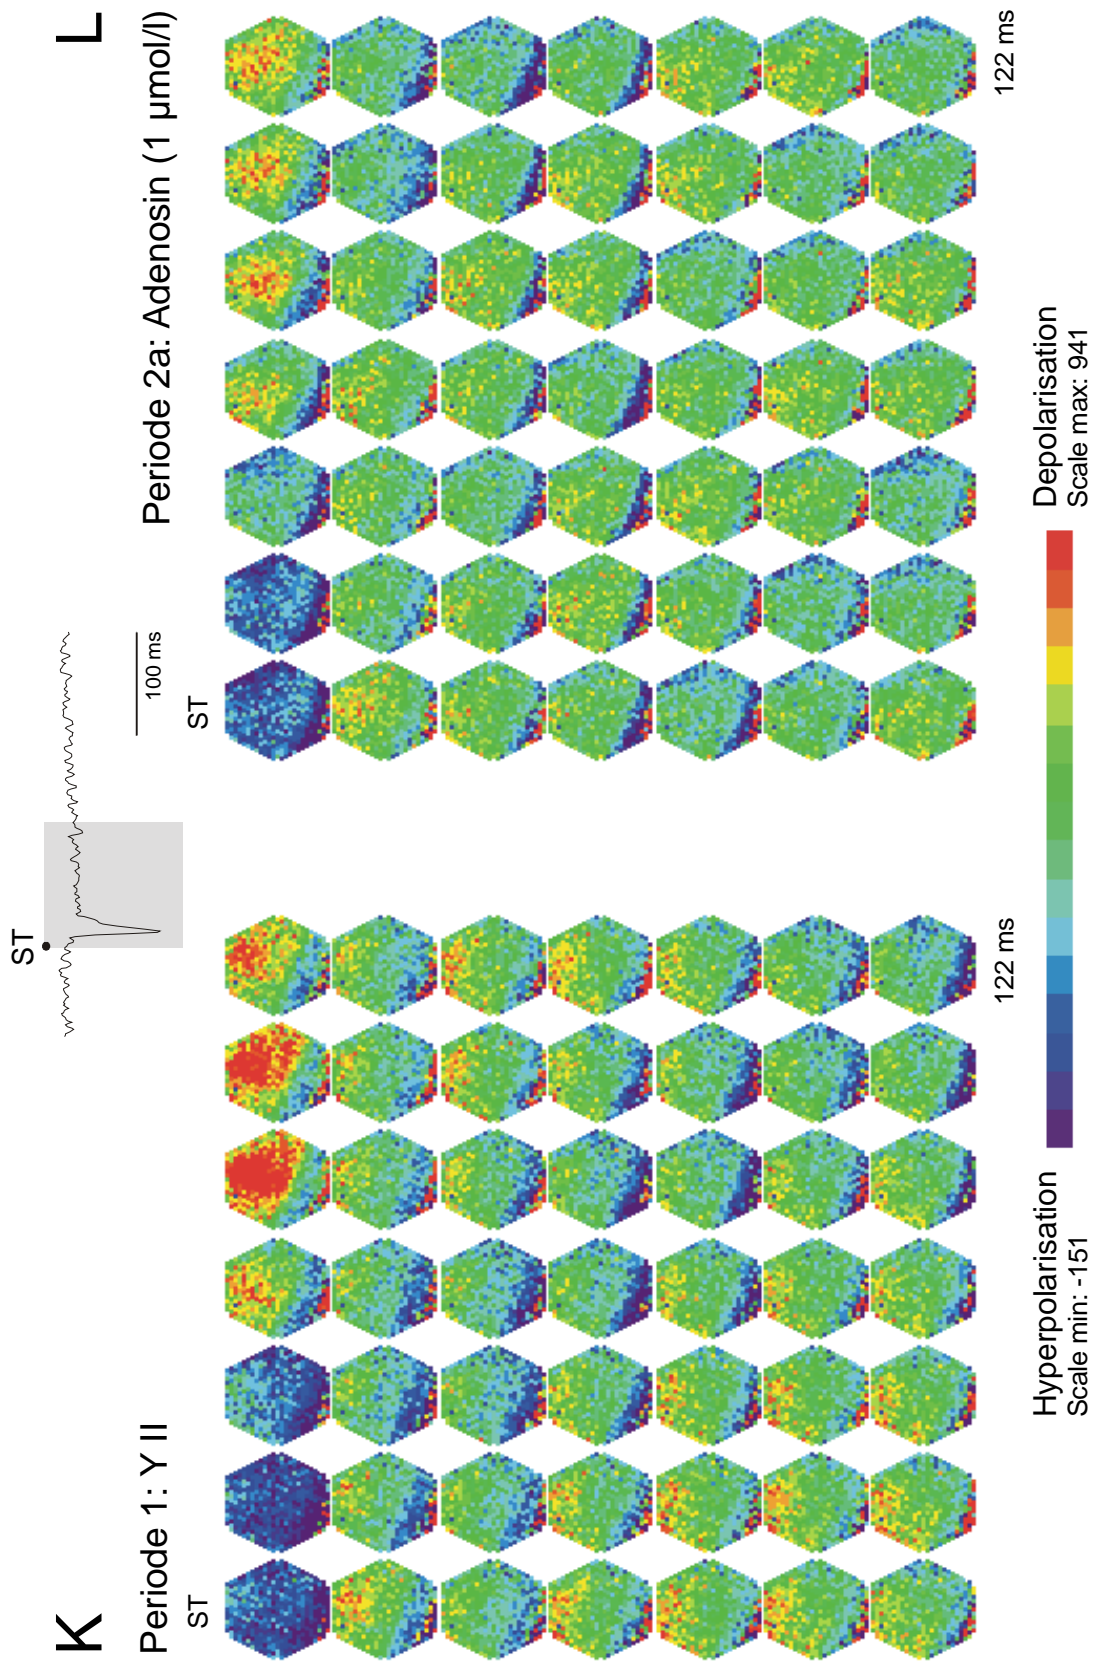 K
L
Periode 1: Y II
Periode 2a: Adenosin (1 µmol/l)
ST
100 ms
ST
ST
122 ms
122 ms
Hyperpolarisation
Scale min: -151
Depolarisation
Scale max: 941